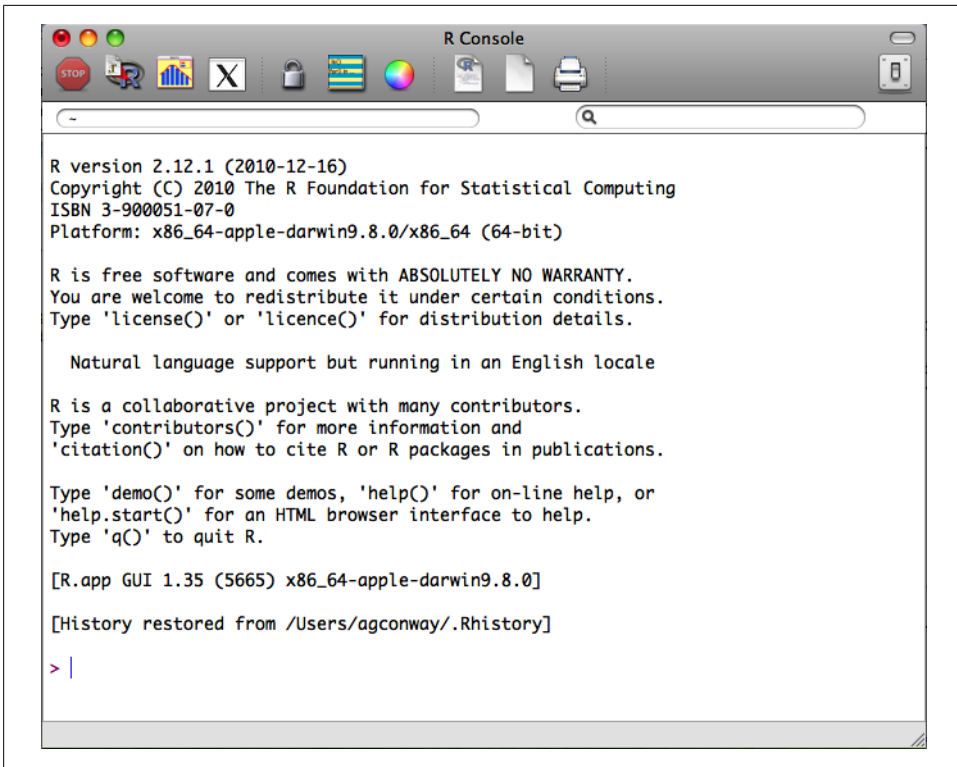 R Console
STOP
R
X
R
~
R version 2.12.1 (2010-12-16)
Copyright (C) 2010 The R Foundation for Statistical Computing
ISBN 3-900051-07-0
Platform: x86_64-apple-darwin9.8.0/x86_64 (64-bit)
R is free software and comes with ABSOLUTELY NO WARRANTY.
You are welcome to redistribute it under certain conditions.
Type 'license()' or 'licence()' for distribution details.
Natural language support but running in an English locale
R is a collaborative project with many contributors.
Type 'contributors()' for more information and
'citation()' on how to cite R or R packages in publications.
Type 'demo()' for some demos, 'help()' for on-line help, or
'help.start()' for an HTML browser interface to help.
Type 'q()' to quit R.
[R.app GUI 1.35 (5665) x86_64-apple-darwin9.8.0]
[History restored from /Users/agconway/.Rhistory]
>